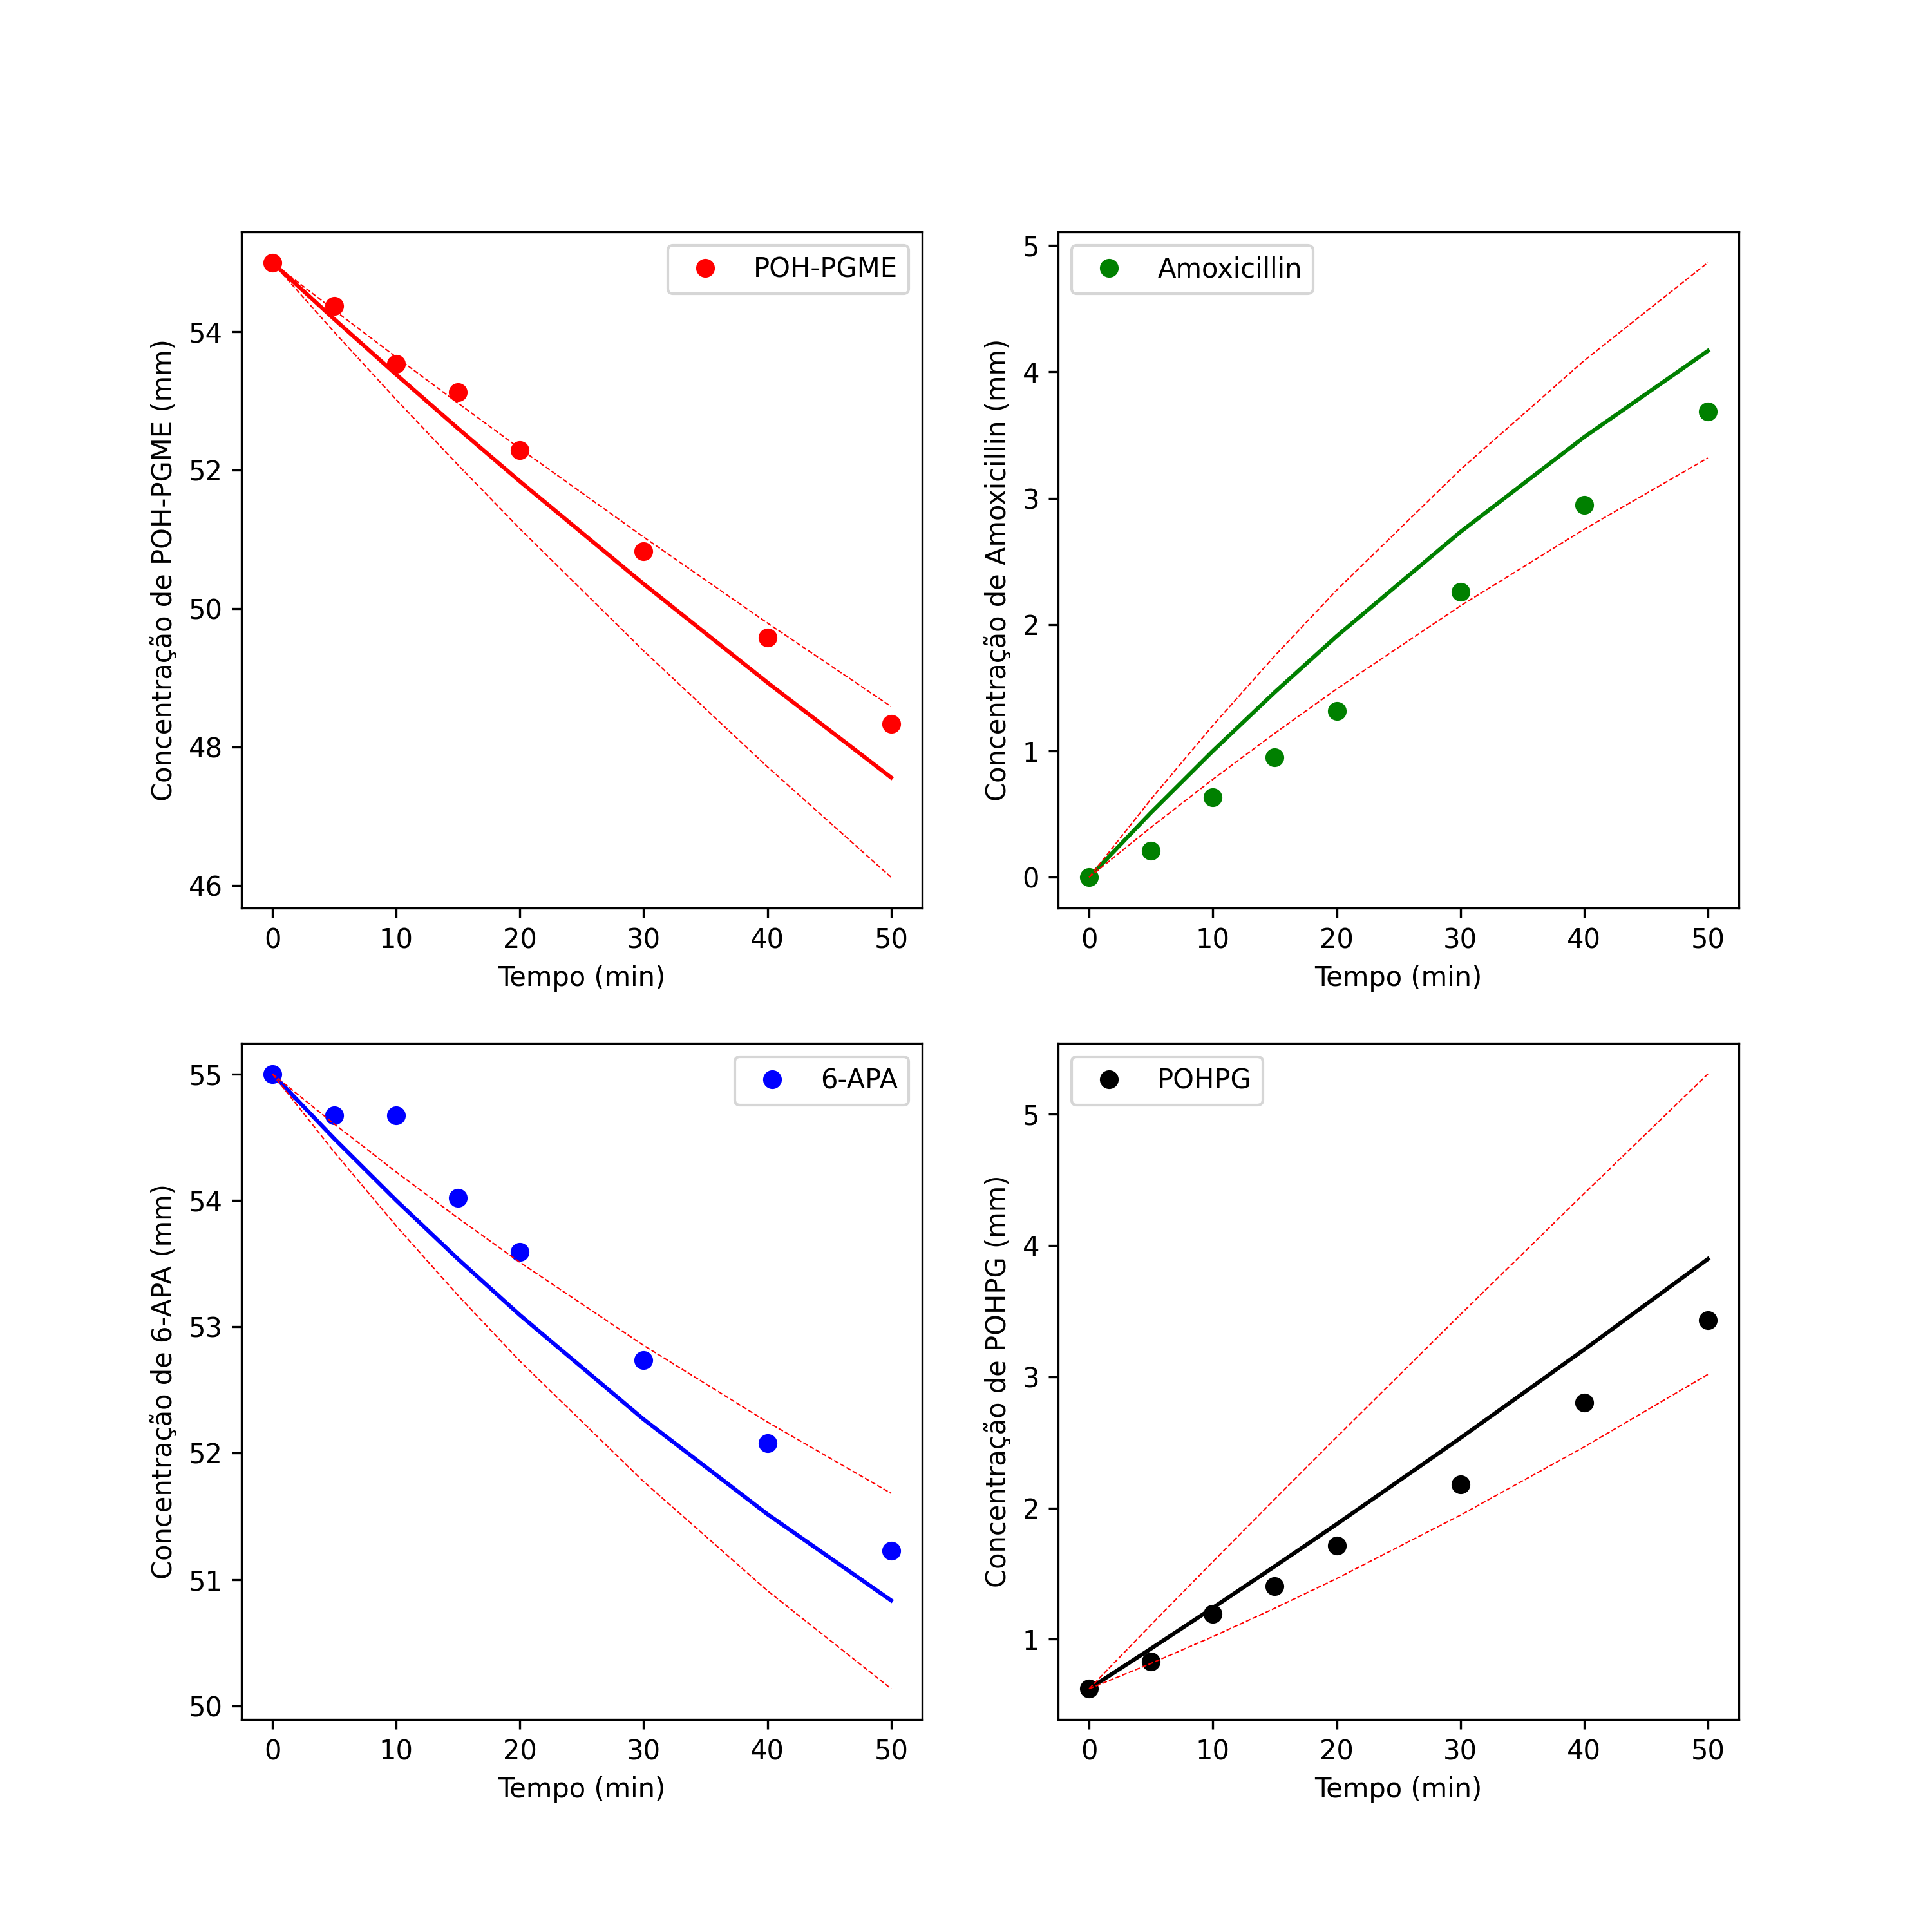 POH-PGME
Concentração de POH-PGME (mm)
54
52
50
48
46
0 10 20 30 40 50
Tempo (min)
Amoxicillin
Concentração de Amoxicillin (mm)
5
4
3
2
1
0
0 10 20 30 40 50
Tempo (min)
6-APA
Concentração de 6-APA (mm)
55
54
53
52
51
50
0 10 20 30 40 50
Tempo (min)
POHPG
Concentração de POHPG (mm)
5
4
3
2
1
0 10 20 30 40 50
Tempo (min)